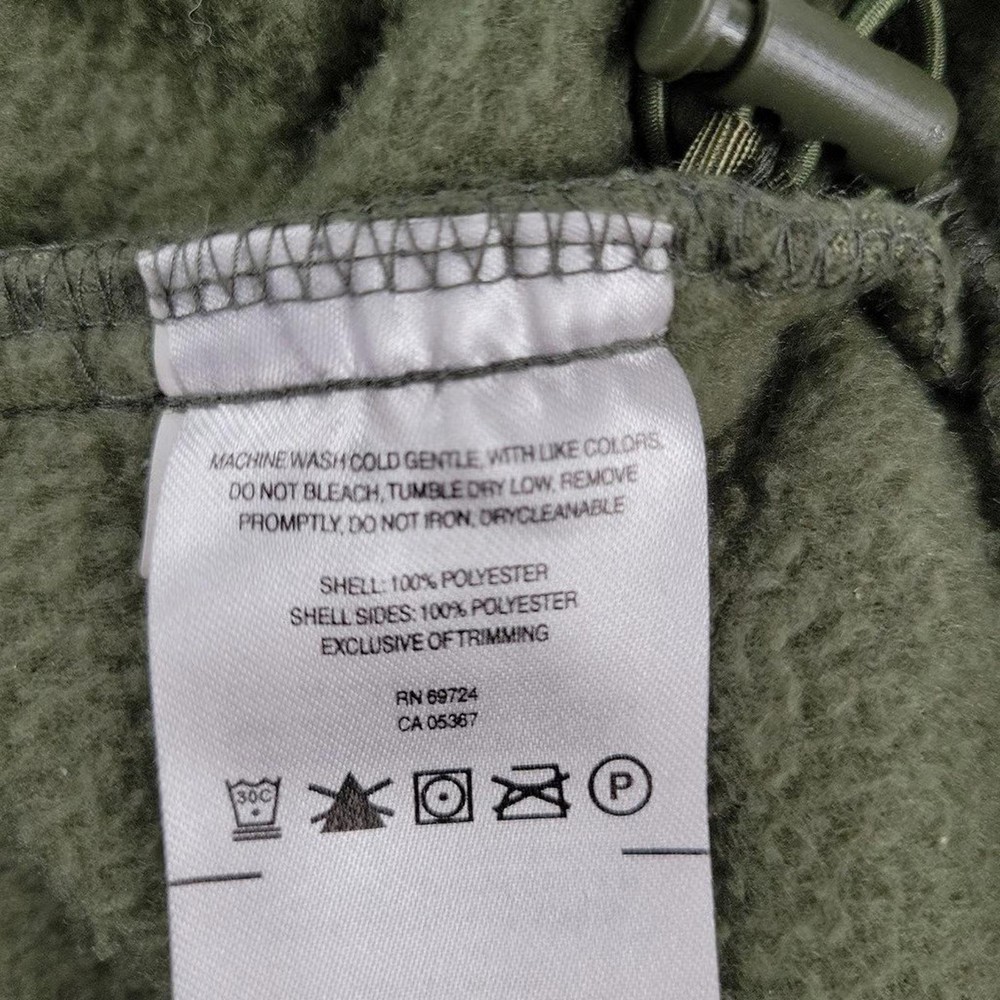 MACHINE WASH COLD GENTLE, WITH LIKE COLORS,
DO NOT BLEACH, TUMBLE DRY LOW, REMOVE
PROMPTLY, DO NOT IRON, DRYCLEANABLE
SHELL: 100% POLYESTER
SHELL SIDES: 100% POLYESTER
EXCLUSIVE OF TRIMMING
RN 69724
CA 05367
30C P